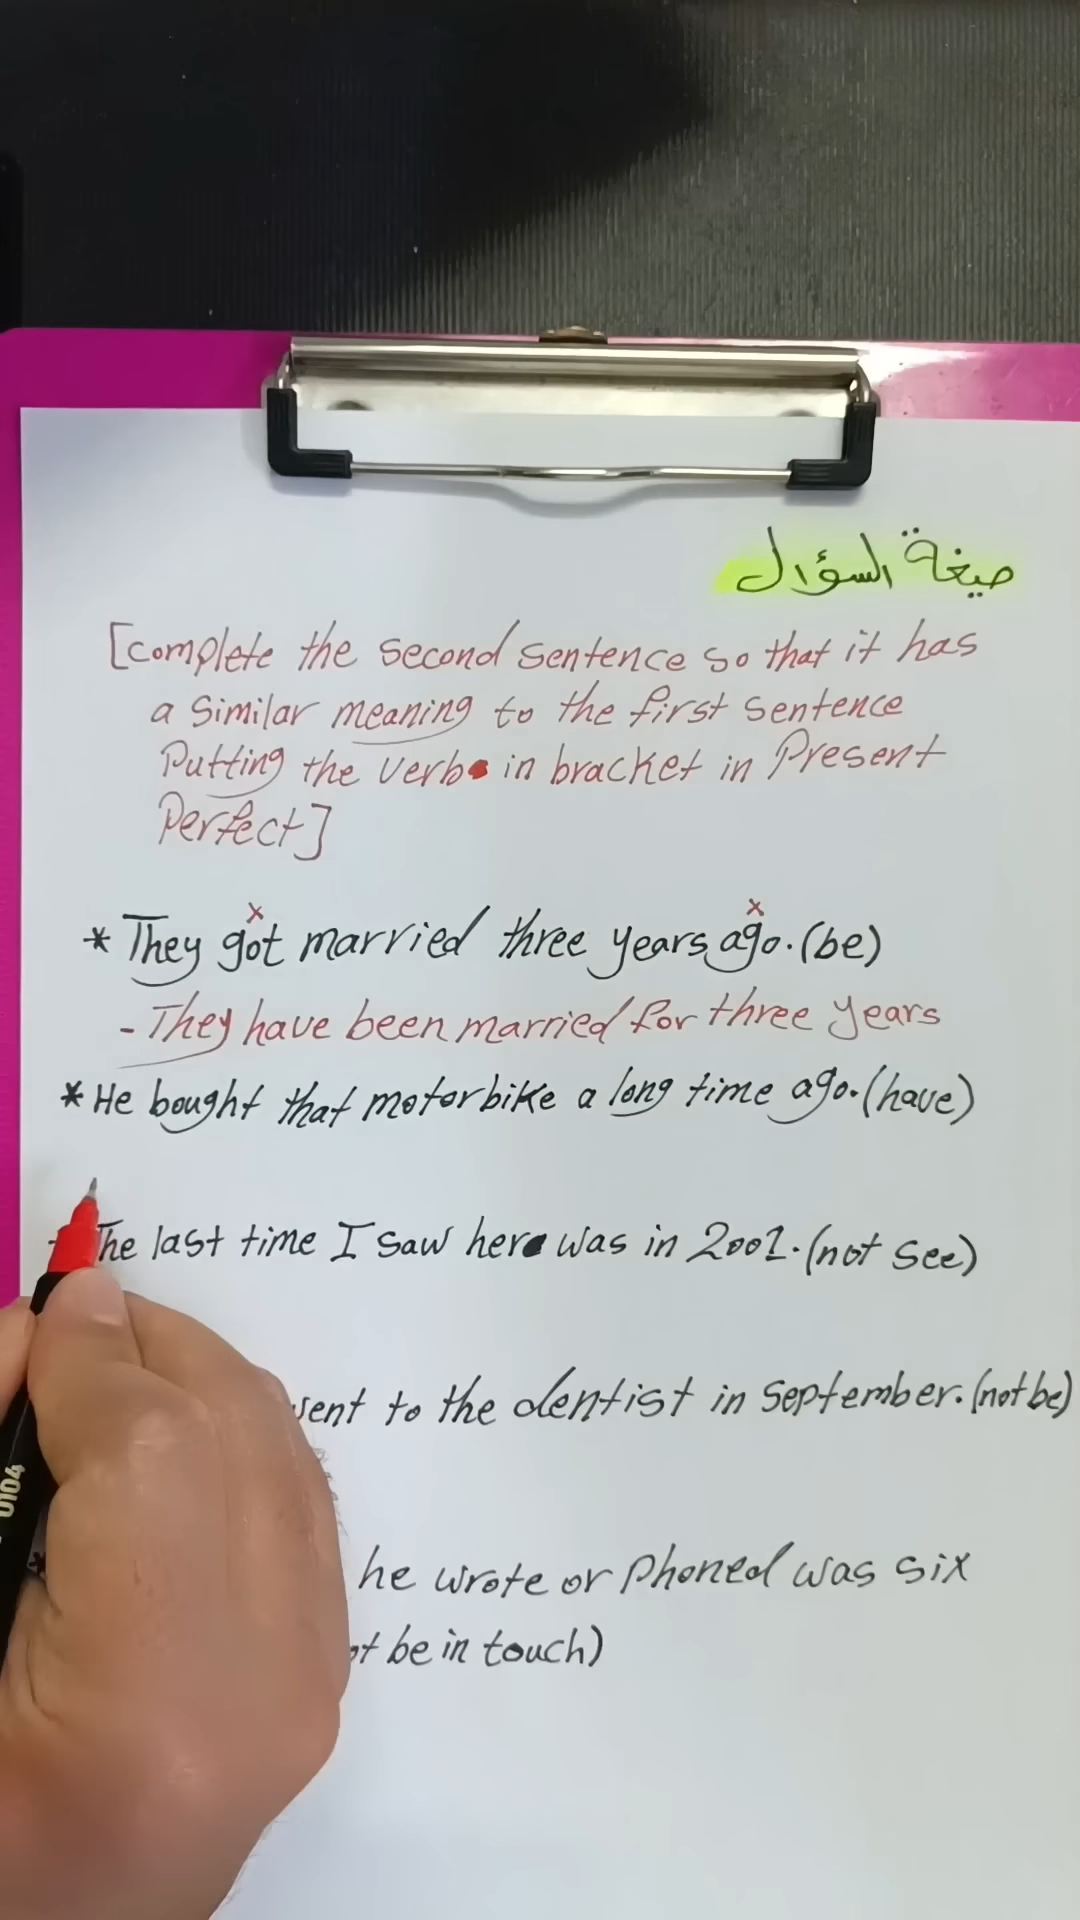 صيغة السؤال
[complete the second sentence so that it has
a similar meaning to the first sentence
Putting the verb in bracket in Present
Perfect]
* They got married three years ago. (be)
x x
- They have been married for three years
* He bought that motorbike a long time ago. (have)
The last time I saw her was in 2001. (not see)
to the dentist in September. (not be)
he wrote or Phoned was six
be in touch)
0104